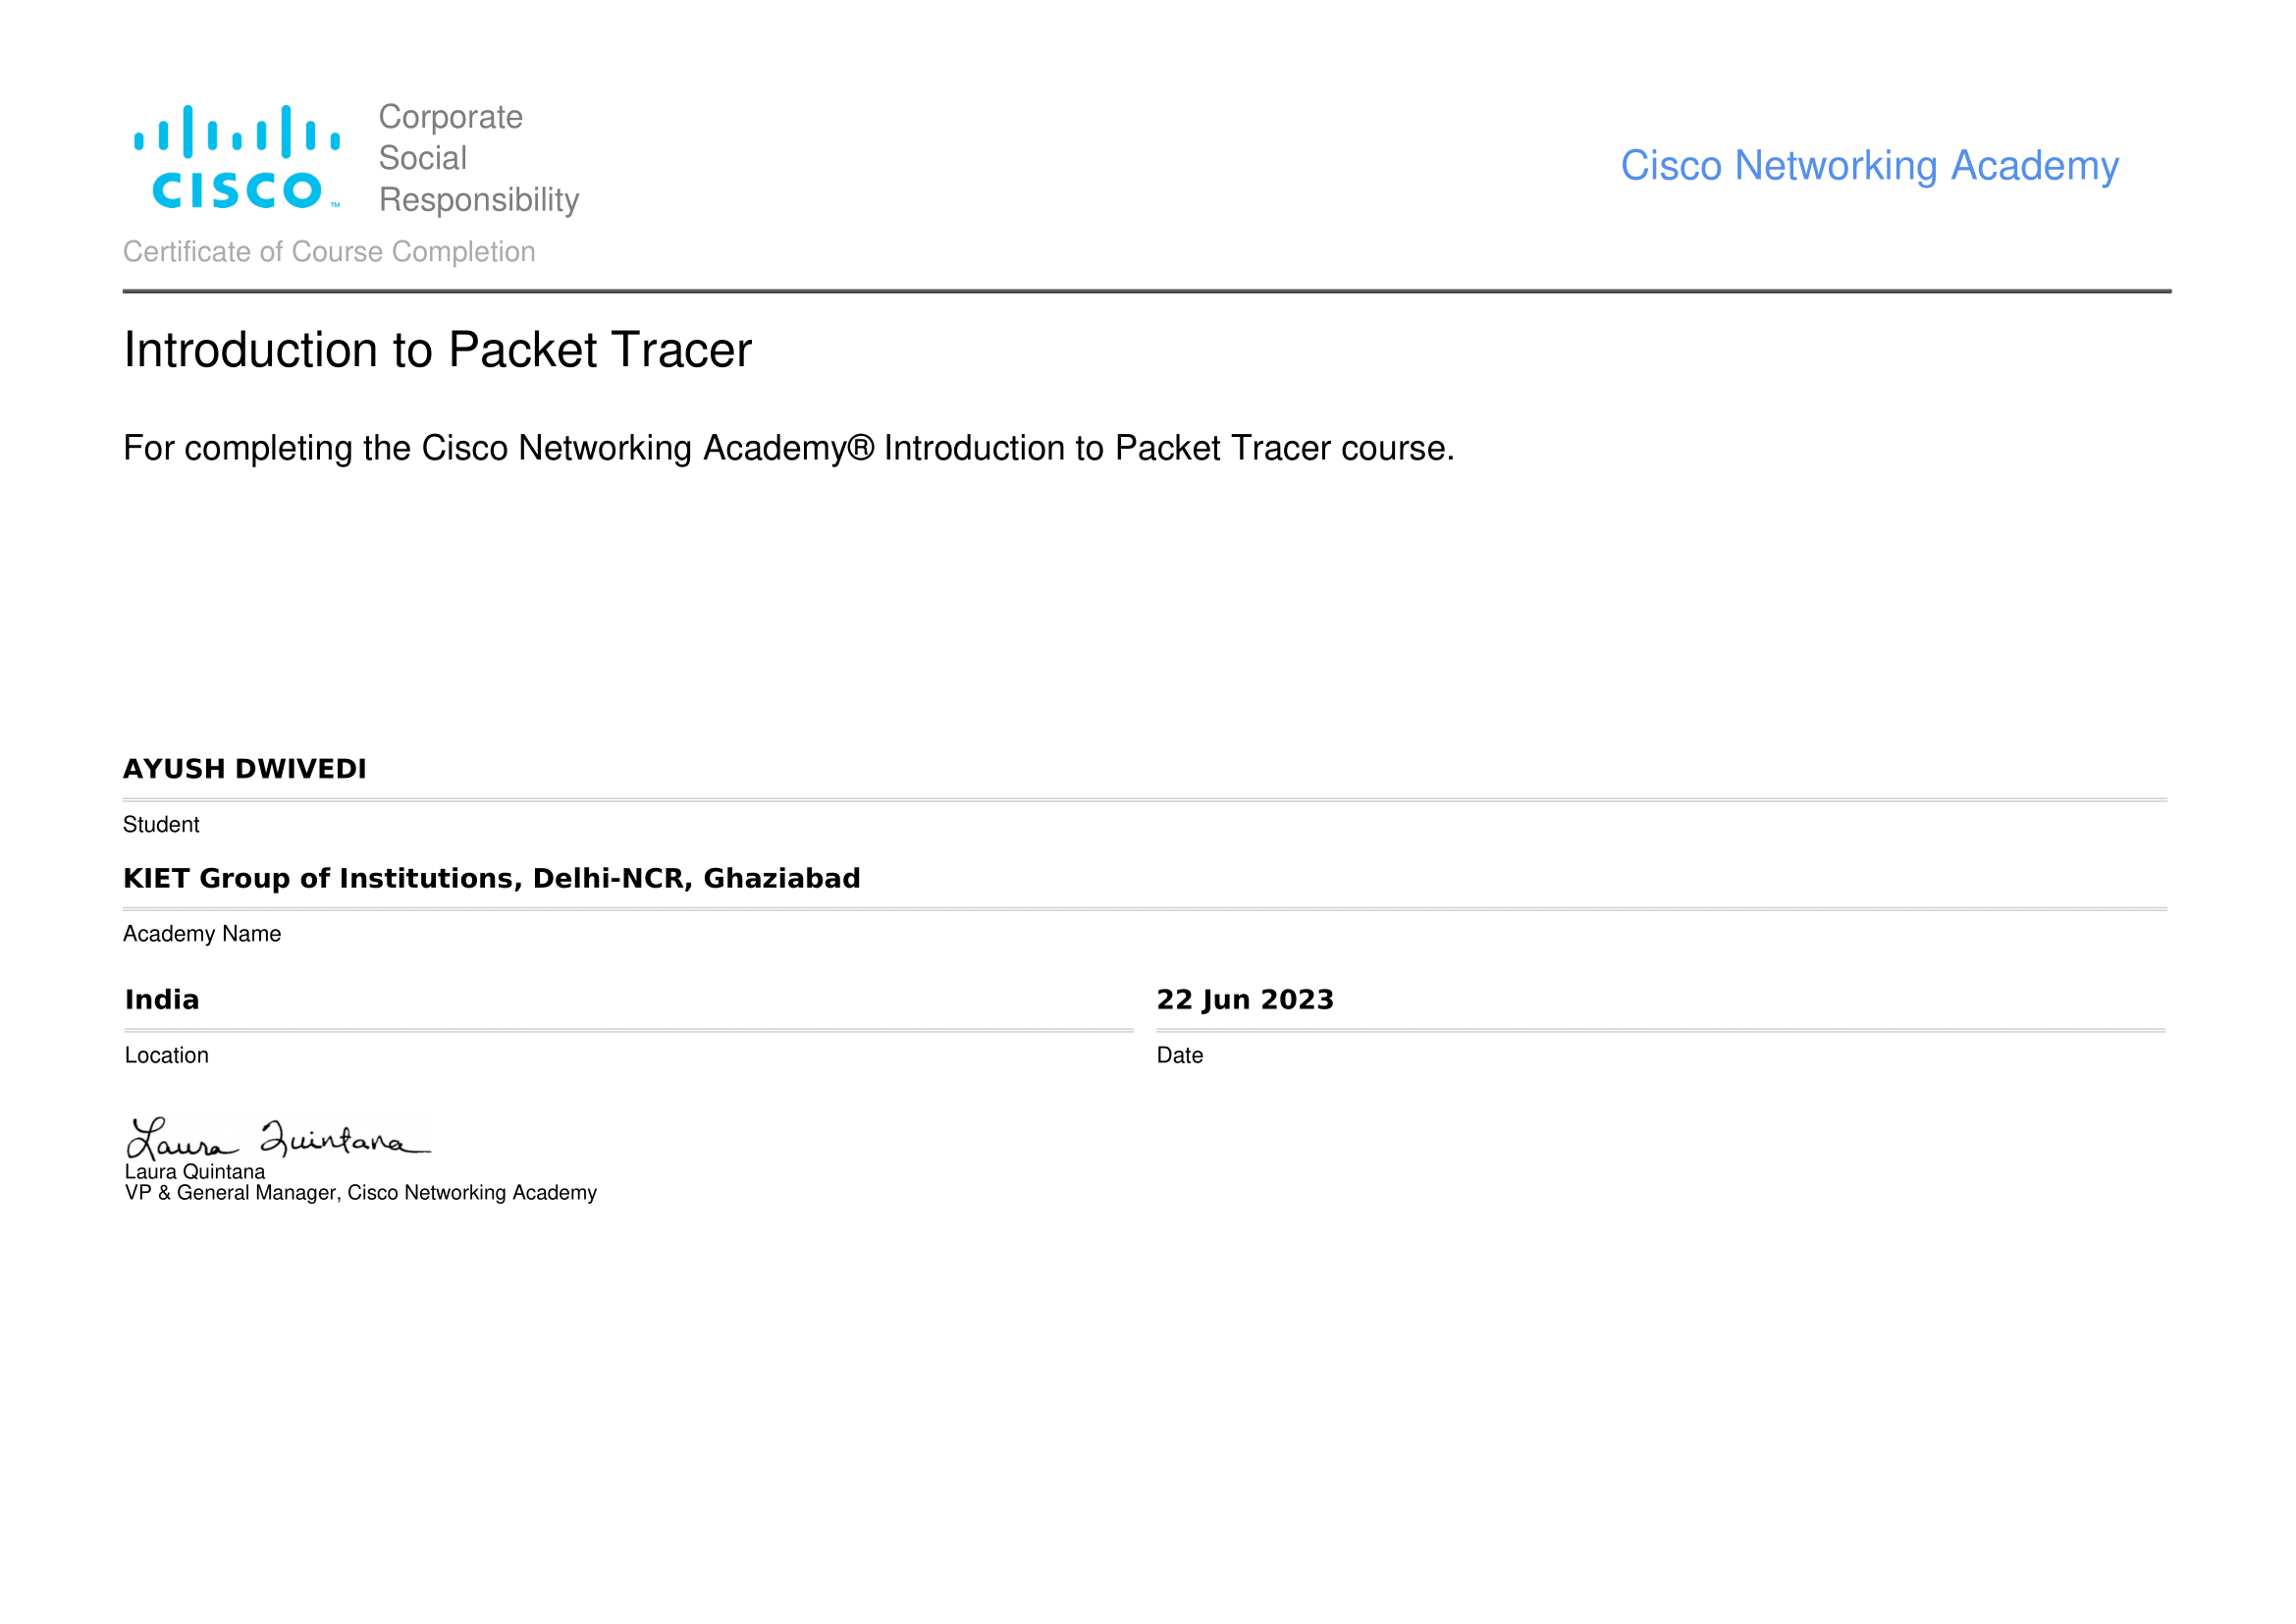 CISCO™
Corporate
Social
Responsibility
Cisco Networking Academy
Certificate of Course Completion
Introduction to Packet Tracer
For completing the Cisco Networking Academy® Introduction to Packet Tracer course.
AYUSH DWIVEDI
Student
KIET Group of Institutions, Delhi-NCR, Ghaziabad
Academy Name
India
Location
22 Jun 2023
Date
Laura Quintana
Laura Quintana
VP & General Manager, Cisco Networking Academy